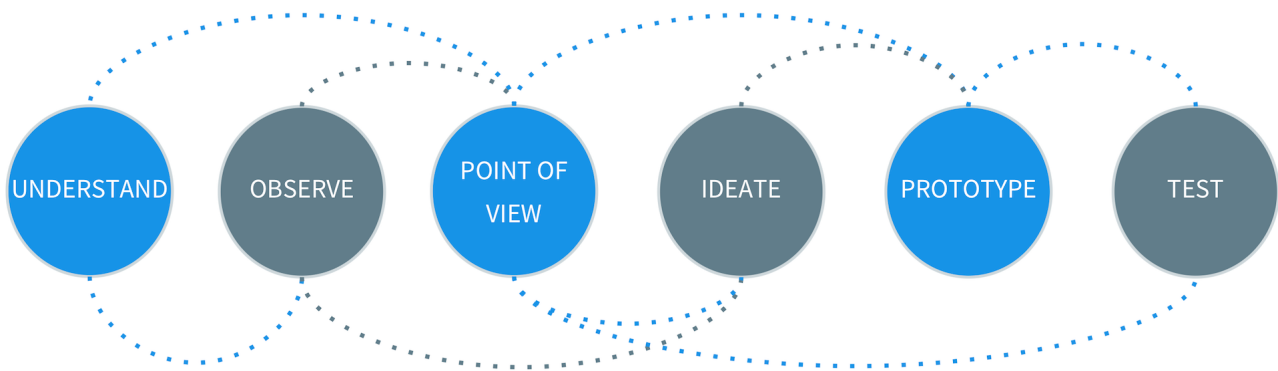 UNDERSTAND
OBSERVE
POINT OF
VIEW
IDEATE
PROTOTYPE
TEST